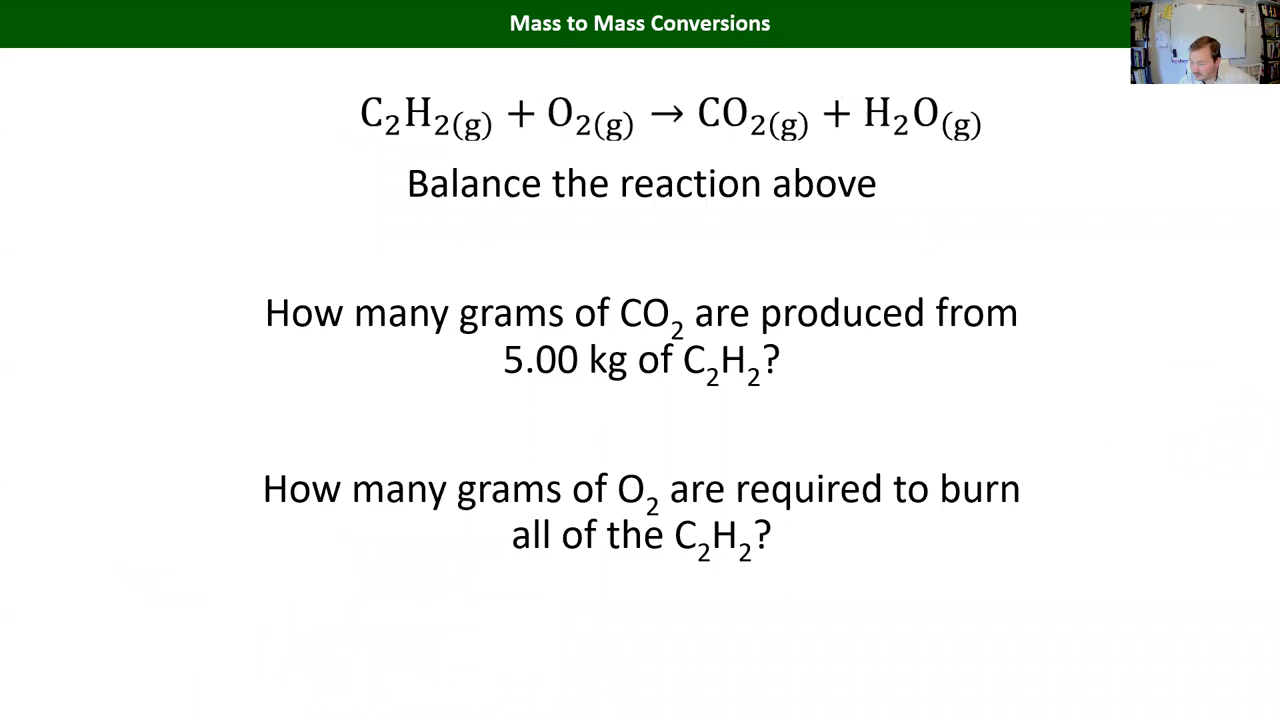 Mass to Mass Conversions
C₂H₂(g) + O₂(g) → CO₂(g) + H₂O(g)
Balance the reaction above
How many grams of CO₂ are produced from
5.00 kg of C₂H₂?
How many grams of O₂ are required to burn
all of the C₂H₂?